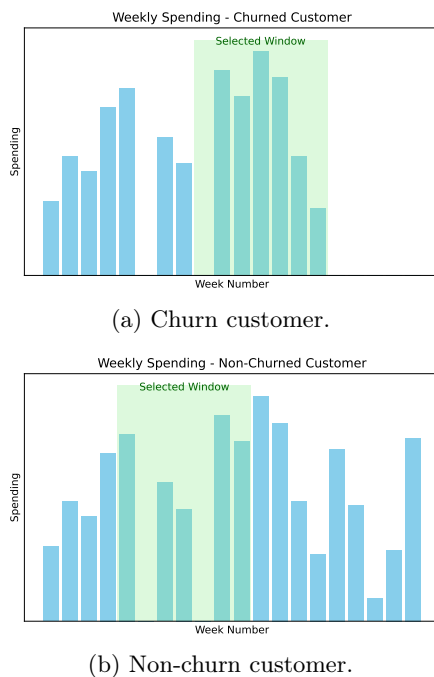 Weekly Spending - Churned Customer
Selected Window
Spending
Week Number
(a) Churn customer.
Weekly Spending - Non-Churned Customer
Selected Window
Spending
Week Number
(b) Non-churn customer.